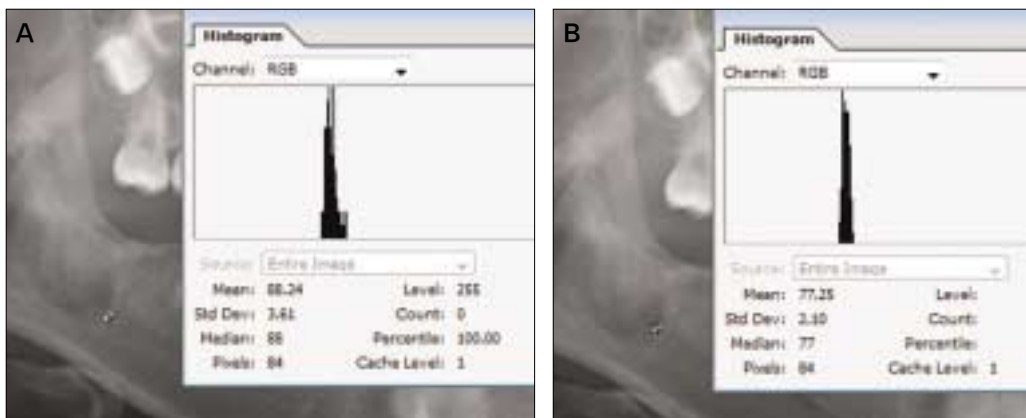 A
Histogram
Channel: RGB
Source: Entire Image
Mean: 88.24 Level: 255
Std Dev: 3.61 Count: 0
Median: 88 Percentile: 100.00
Pixels: 84 Cache Level: 1
B
Histogram
Channel: RGB
Source: Entire Image
Mean: 77.25 Level:
Std Dev: 2.10 Count:
Median: 77 Percentile:
Pixels: 84 Cache Level: 1